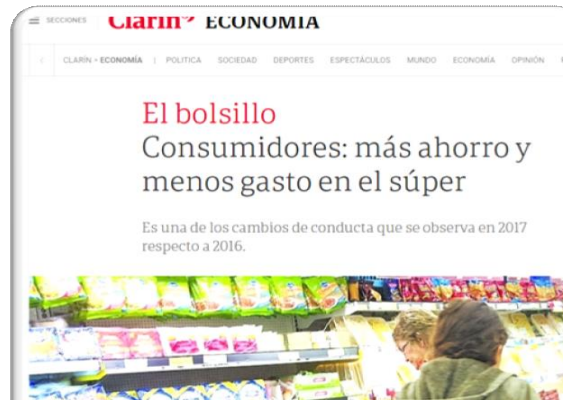 SECCIONES Clarín ECONOMÍA
CLARÍN > ECONOMÍA | POLITICA SOCIEDAD DEPORTES ESPECTÁCULOS MUNDO ECONOMÍA OPINIÓN
El bolsillo
Consumidores: más ahorro y
menos gasto en el súper
Es una de los cambios de conducta que se observa en 2017
respecto a 2016.